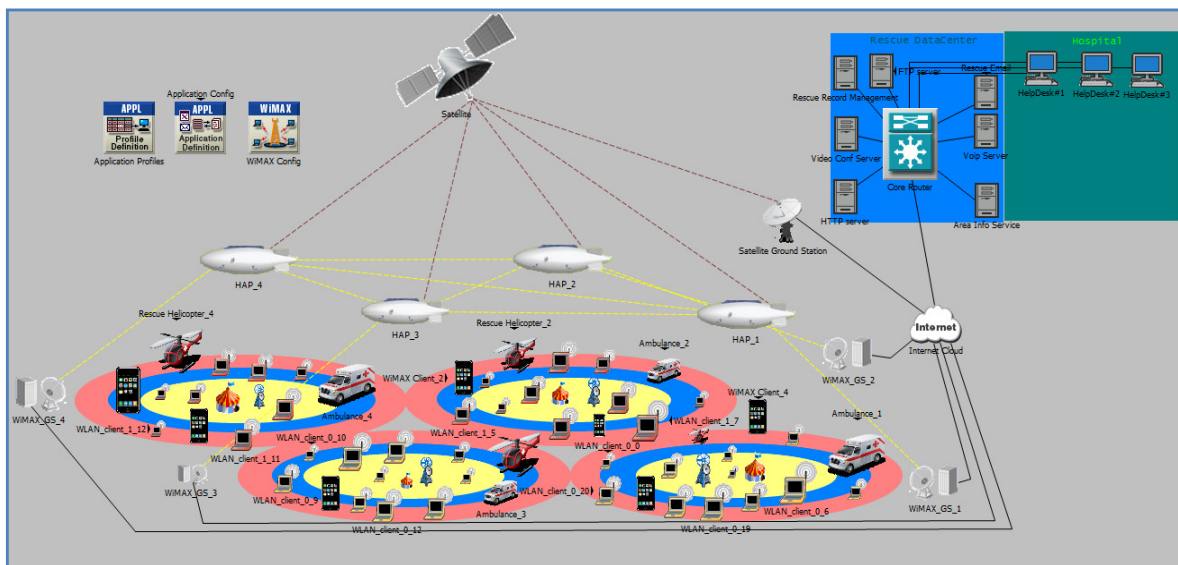 Rescue DataCenter
Hospital
FTP server
Rescue Email
Rescue Record Management
HelpDesk#1
HelpDesk#2
HelpDesk#3
Application Config
APPL
APPL
WiMAX
Profile
Definition
Application
Definition
Application Profiles
WiMAX Config
Satéllite
Video Conf Server
Voip Server
Core Router
HTTP server
Area Info Service
Satellite Ground Station
HAP_4
HAP_2
HAP_3
HAP_1
Rescue Helicopter_4
Rescue Helicopter_2
Internet
Internet Cloud
Ambulance_2
WiMAX_GS_2
WiMAX Client_2
WiMAX_Client_4
WiMAX_GS_4
Ambulance_4
Ambulance_1
WLAN_client_1_12
WLAN_client_0_10
WLAN_client_1_5
WLAN_client_1_7
WLAN_client_0_0
WLAN_client_1_11
WiMAX_GS_3
WLAN_client_0_9
WLAN_client_0_20
Ambulance_3
WLAN_client_0_6
WiMAX_GS_1
WLAN_client_0_12
WLAN_client_0_19